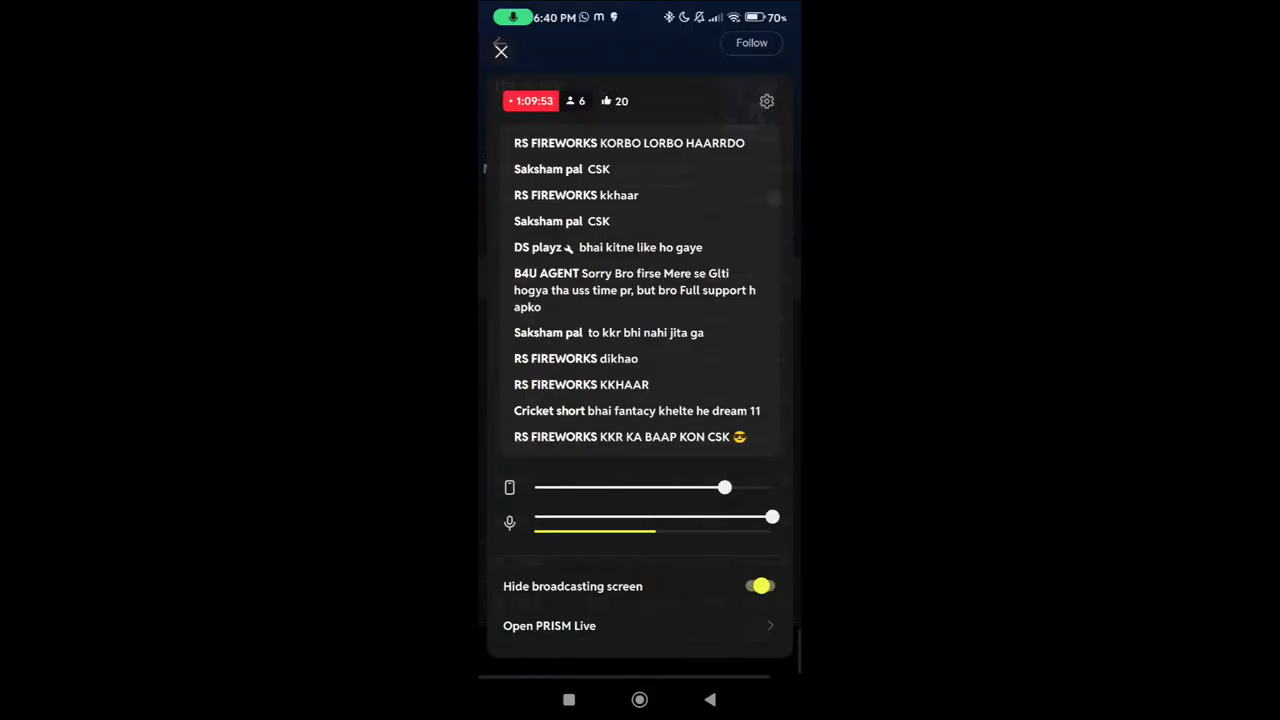 6:40 PM m 70%
Follow
1:09:53 6 20
RS FIREWORKS KORBO LORBO HAARRDO
Saksham pal CSK
RS FIREWORKS kkhaar
Saksham pal CSK
DS playz bhai kitne like ho gaye
B4U AGENT Sorry Bro firse Mere se Glti
hogya tha uss time pr, but bro Full support h
apko
Saksham pal to kkr bhi nahi jita ga
RS FIREWORKS dikhao
RS FIREWORKS KKHAAR
Cricket short bhai fantacy khelte he dream 11
RS FIREWORKS KKR KA BAAP KON CSK 😎
Hide broadcasting screen
Open PRISM Live